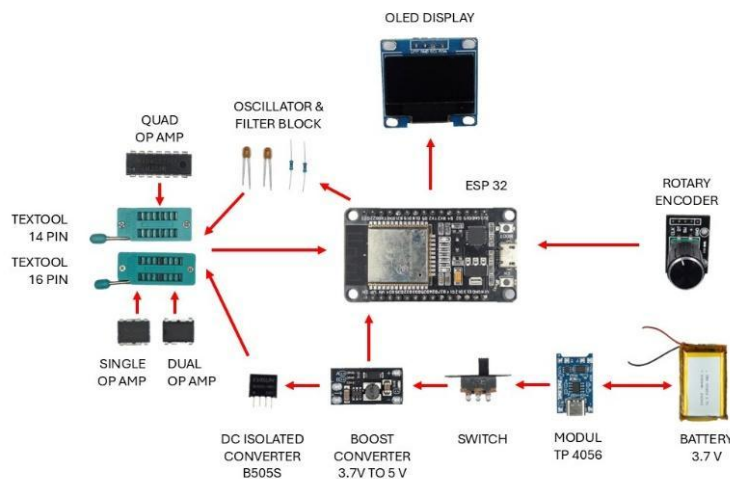 OLED DISPLAY
QUAD
OP AMP
OSCILLATOR &
FILTER BLOCK
ESP 32
ROTARY
ENCODER
TEXTOOL
14 PIN
TEXTOOL
16 PIN
SINGLE
OP AMP
DUAL
OP AMP
DC ISOLATED
CONVERTER
B505S
BOOST
CONVERTER
3.7V TO 5 V
SWITCH
MODUL
TP 4056
BATTERY
3.7 V